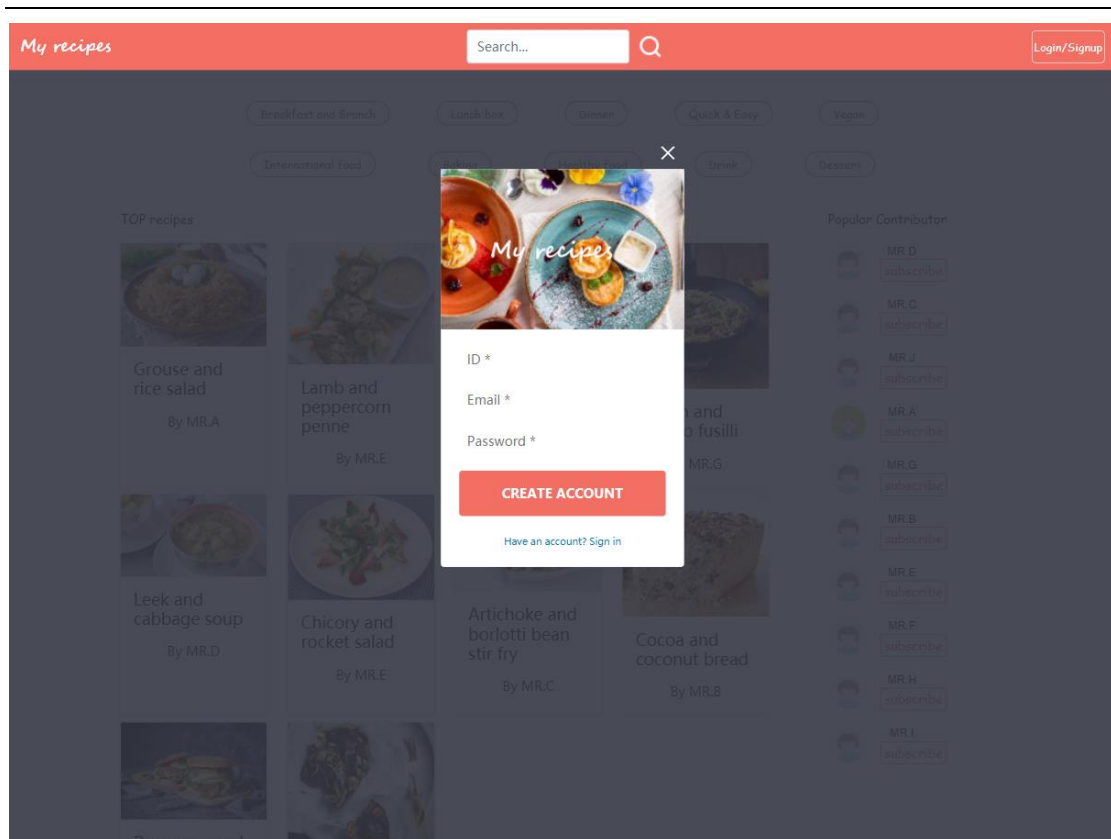 My recipes
Search...
Login/Signup
Breakfast and Brunch
Lunch box
Dinner
Quick & Easy
Vegan
International food
Baking
Healthy food
Drink
Dessert
TOP recipes
Popular Contributor
My recipes
ID *
Email *
Password *
CREATE ACCOUNT
Have an account? Sign in
Grouse and
rice salad
By MR.A
Lamb and
peppercorn
penne
By MR.E
and
fusilli
MR.G
Leek and
cabbage soup
By MR.D
Chicory and
rocket salad
By MR.E
Artichoke and
borlotti bean
stir fry
By MR.C
Cocoa and
coconut bread
By MR.B
MR.D
subscribe
MR.C
subscribe
MR.J
subscribe
MR.A
subscribe
MR.G
subscribe
MR.B
subscribe
MR.E
subscribe
MR.F
subscribe
MR.H
subscribe
MR.I
subscribe